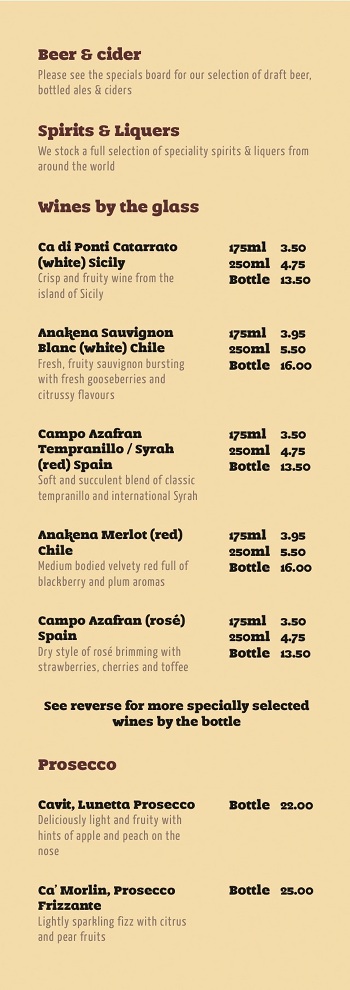 Beer & cider
Please see the specials board for our selection of draft beer,
bottled ales & ciders
Spirits & Liquers
We stock a full selection of speciality spirits & liquers from
around the world
Wines by the glass
Ca di Ponti Catarrato 175ml 3.50
(white) Sicily 250ml 4.75
Crisp and fruity wine from the Bottle 13.50
island of Sicily
Anakena Sauvignon 175ml 3.95
Blanc (white) Chile 250ml 5.50
Fresh, fruity sauvignon bursting Bottle 16.00
with fresh gooseberries and
citrussy flavours
Campo Azafran 175ml 3.50
Tempranillo / Syrah 250ml 4.75
(red) Spain Bottle 13.50
Soft and succulent blend of classic
tempranillo and international Syrah
Anakena Merlot (red) 175ml 3.95
Chile 250ml 5.50
Medium bodied velvety red full of Bottle 16.00
blackberry and plum aromas
Campo Azafran (rosé) 175ml 3.50
Spain 250ml 4.75
Dry style of rosé brimming with Bottle 13.50
strawberries, cherries and toffee
See reverse for more specially selected
wines by the bottle
Prosecco
Cavit, Lunetta Prosecco Bottle 22.00
Deliciously light and fruity with
hints of apple and peach on the
nose
Ca' Morlin, Prosecco Bottle 25.00
Frizzante
Lightly sparkling fizz with citrus
and pear fruits